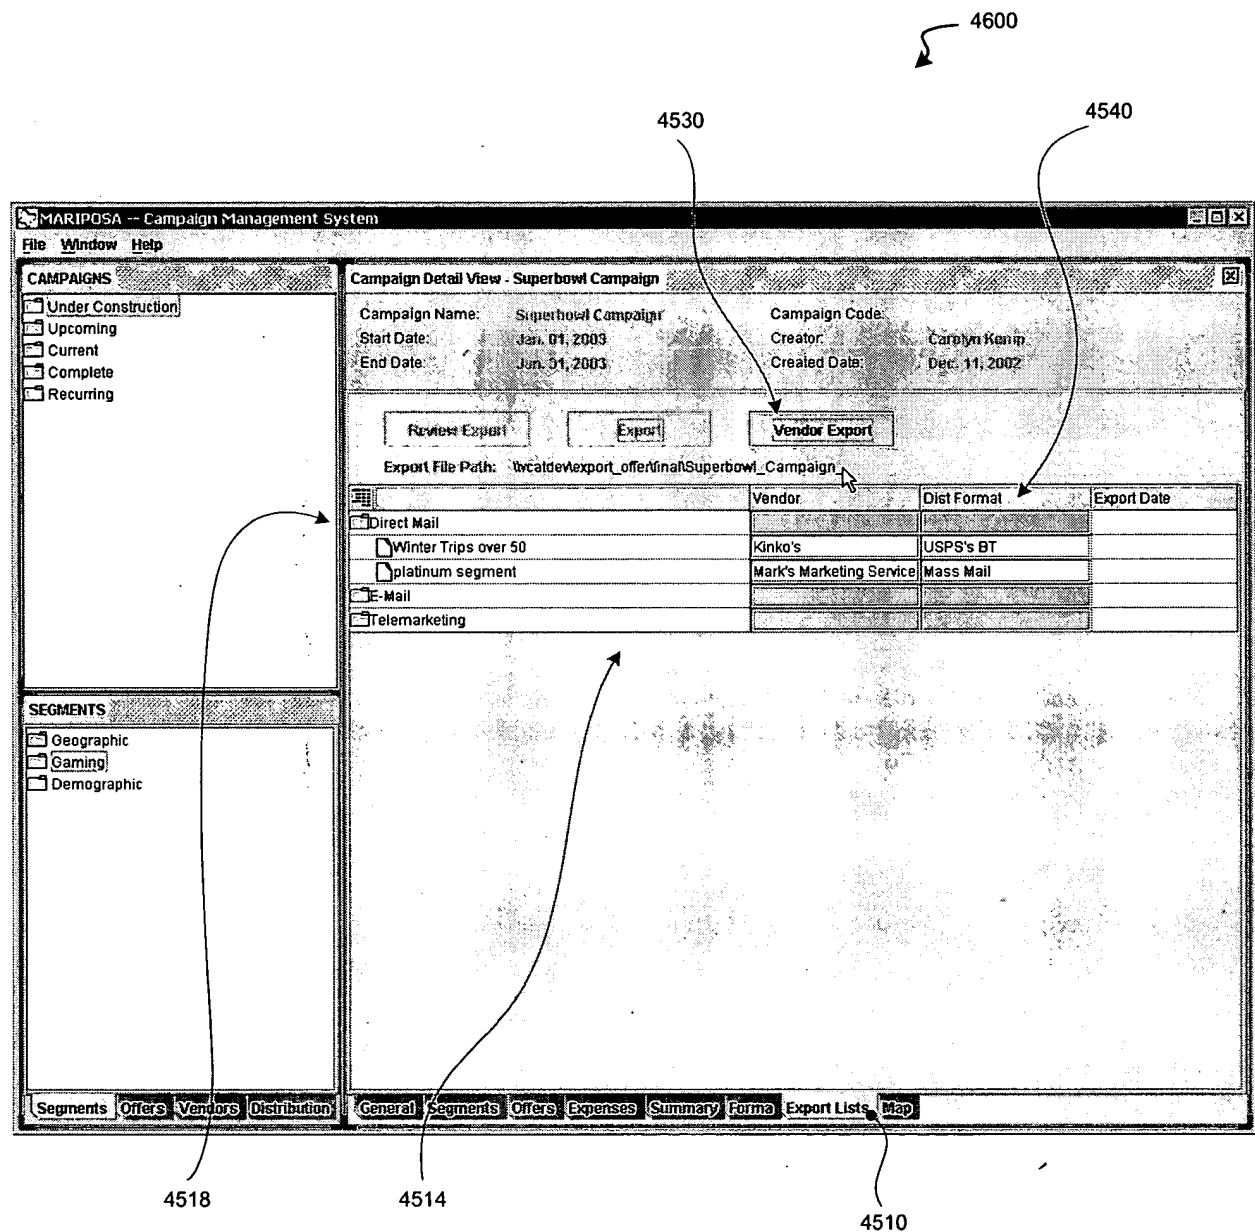 4600
4530
4540
MARIPOSA -- Campaign Management System
File Window Help
CAMPAIGNS
Under Construction
Upcoming
Current
Complete
Recurring
Campaign Detail View - Superbowl Campaign
Campaign Name: Superbowl Campaign Campaign Code:
Start Date: Jan. 01, 2003 Creator: Carolyn Kemp
End Date: Jan. 31, 2003 Created Date: Dec. 11, 2002
Review Export Export Vendor Export
Export File Path: \\vcatdev\export_offer\final\Superbowl_Campaign_
Vendor Dist Format Export Date
Direct Mail
Winter Trips over 50 Kinko's USPS's BT
platinum segment Mark's Marketing Service Mass Mail
E-Mail
Telemarketing
SEGMENTS
Geographic
Gaming
Demographic
Segments Offers Vendors Distribution
General Segments Offers Expenses Summary Forma Export Lists Map
4518
4514
4510